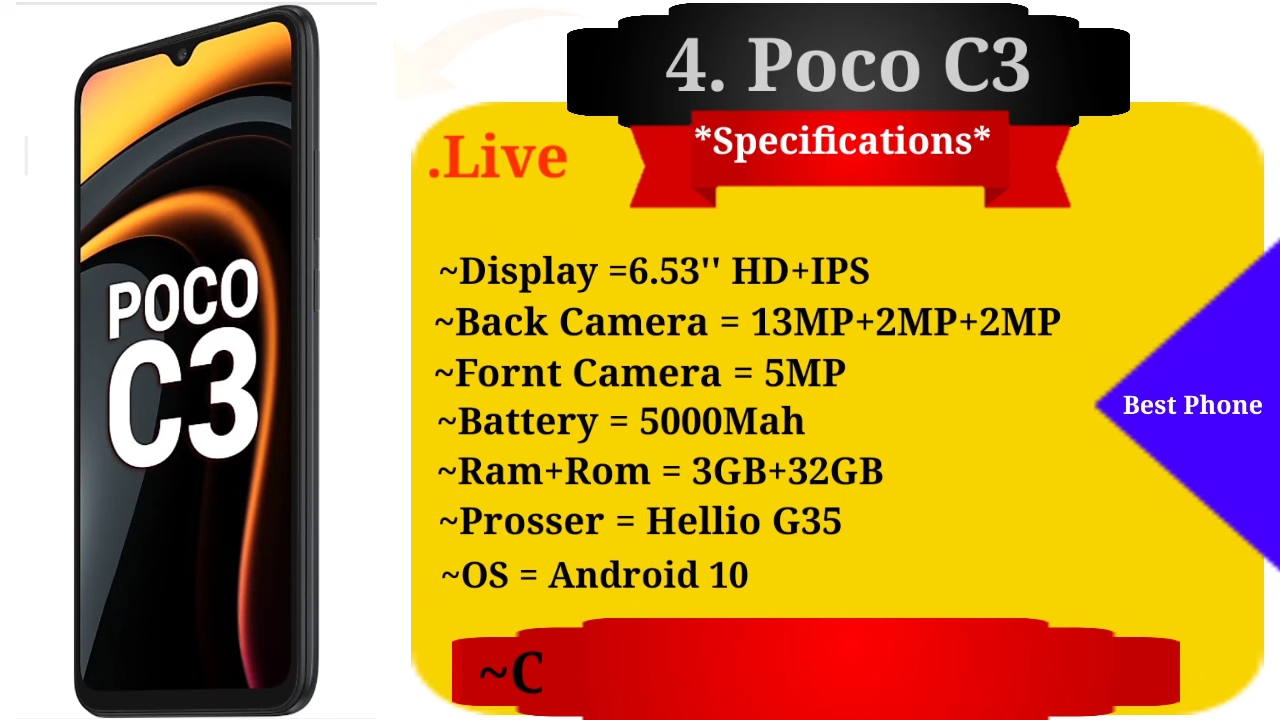 4. Poco C3
*Specifications*
.Live
~Display =6.53'' HD+IPS
~Back Camera = 13MP+2MP+2MP
~Fornt Camera = 5MP
~Battery = 5000Mah
~Ram+Rom = 3GB+32GB
~Prosser = Hellio G35
~OS = Android 10
~C
Best Phone
POCO
C3